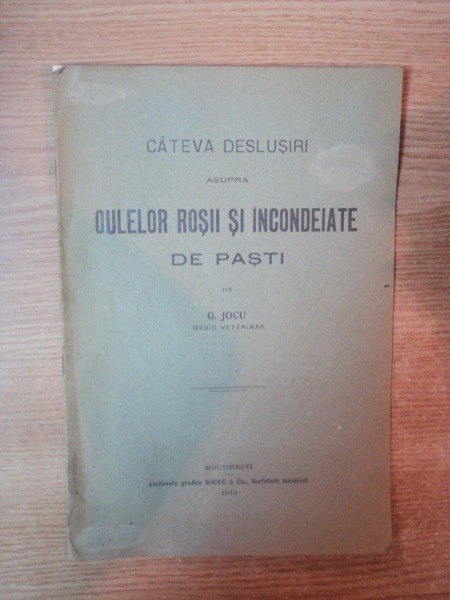 CÂTEVA DESLUȘIRI
ASUPRA
OULELOR ROȘII ȘI INCONDEIATE
DE PAȘTI
DE
G. JOCU
MEDIC VETERINAR
BUCUREȘTI
Atelierele grafice SOCEC & Co., Societate anonimă
1912